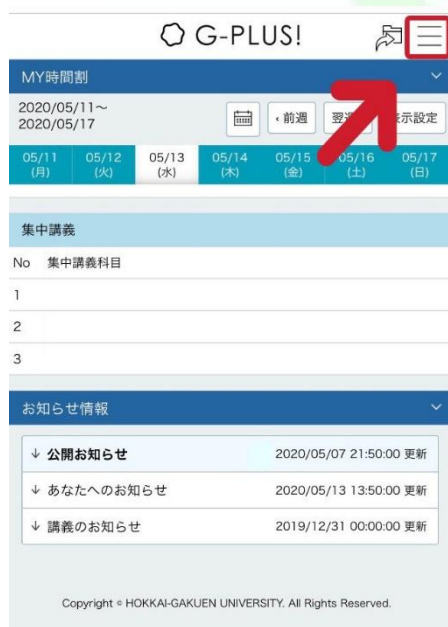 G-PLUS!
MY時間割
2020/05/11～
2020/05/17
‹前週
表示設定
05/11 05/12 05/13 05/14 05/15 05/16 05/17
(月) (火) (水) (木) (金) (土) (日)
集中講義
No 集中講義科目
1
2
3
お知らせ情報
↓ 公開お知らせ 2020/05/07 21:50:00 更新
↓ あなたへのお知らせ 2020/05/13 13:50:00 更新
↓ 講義のお知らせ 2019/12/31 00:00:00 更新
Copyright © HOKKAI-GAKUEN UNIVERSITY. All Rights Reserved.